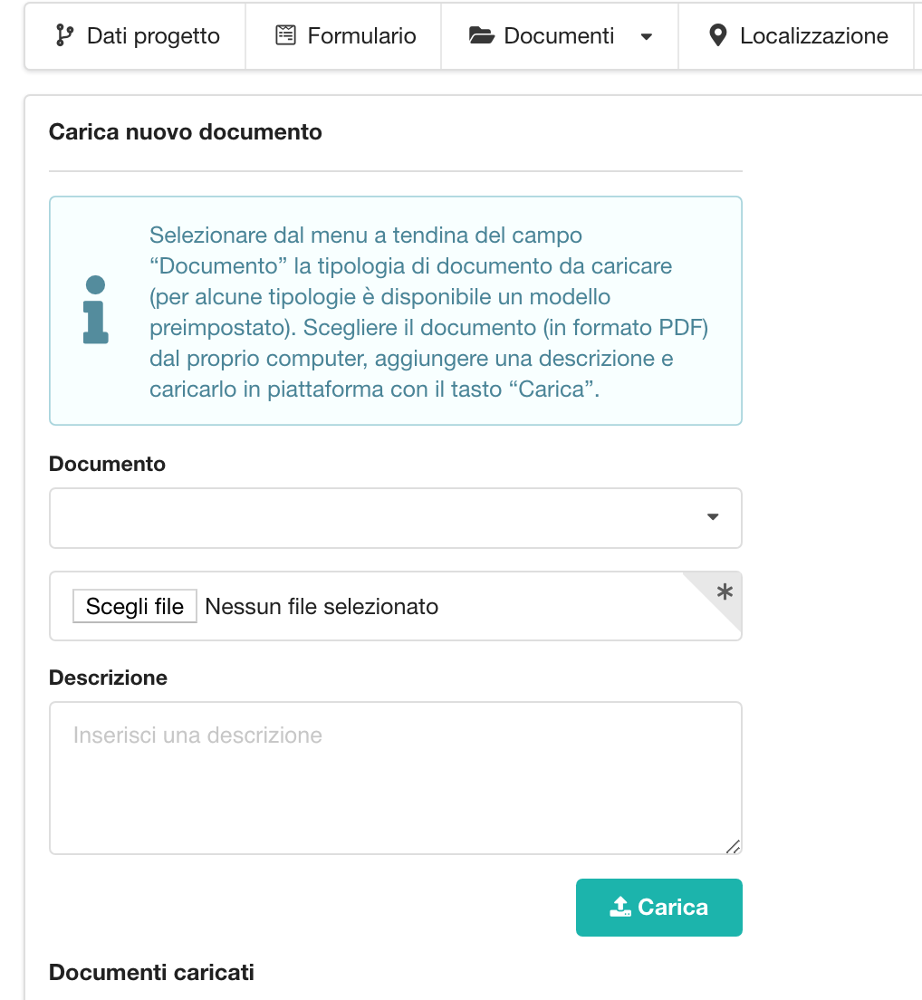 Dati progetto Formulario Documenti Localizzazione
Carica nuovo documento
Selezionare dal menu a tendina del campo
“Documento” la tipologia di documento da caricare
(per alcune tipologie è disponibile un modello
preimpostato). Scegliere il documento (in formato PDF)
dal proprio computer, aggiungere una descrizione e
caricarlo in piattaforma con il tasto “Carica”.
Documento
Scegli file Nessun file selezionato *
Descrizione
Inserisci una descrizione
Carica
Documenti caricati